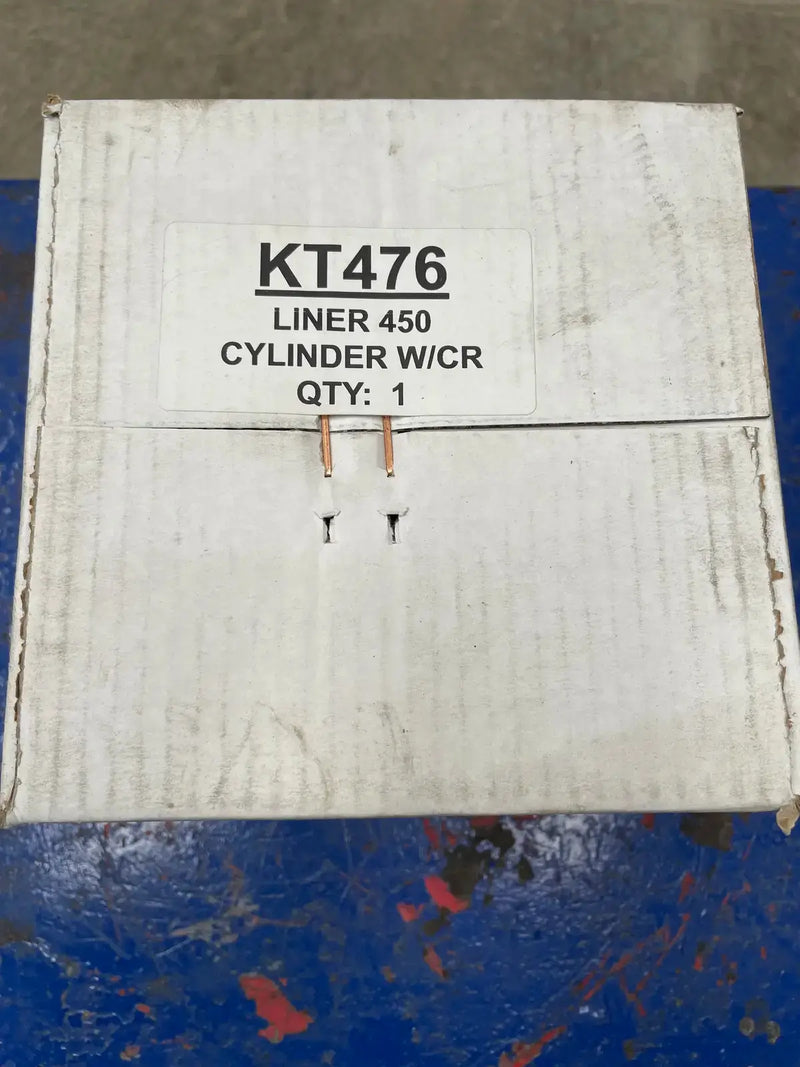 KT476
LINER 450
CYLINDER W/CR
QTY: 1